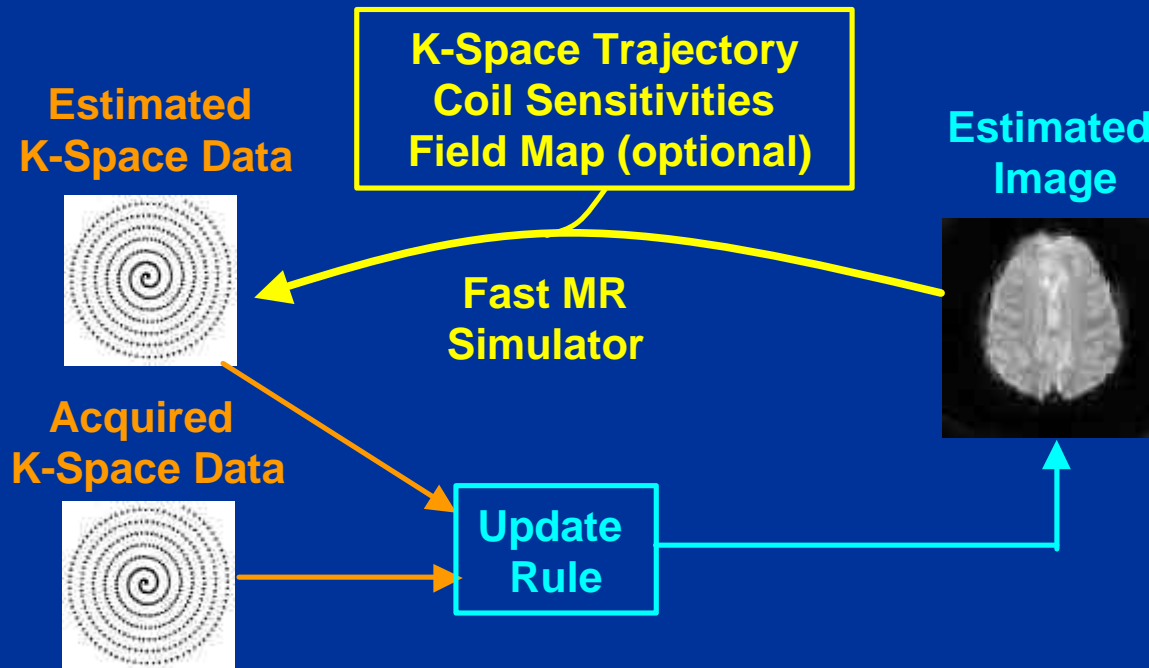 K-Space Trajectory
Coil Sensitivities
Field Map (optional)
Estimated
K-Space Data
Estimated
Image
Fast MR
Simulator
Acquired
K-Space Data
Update
Rule